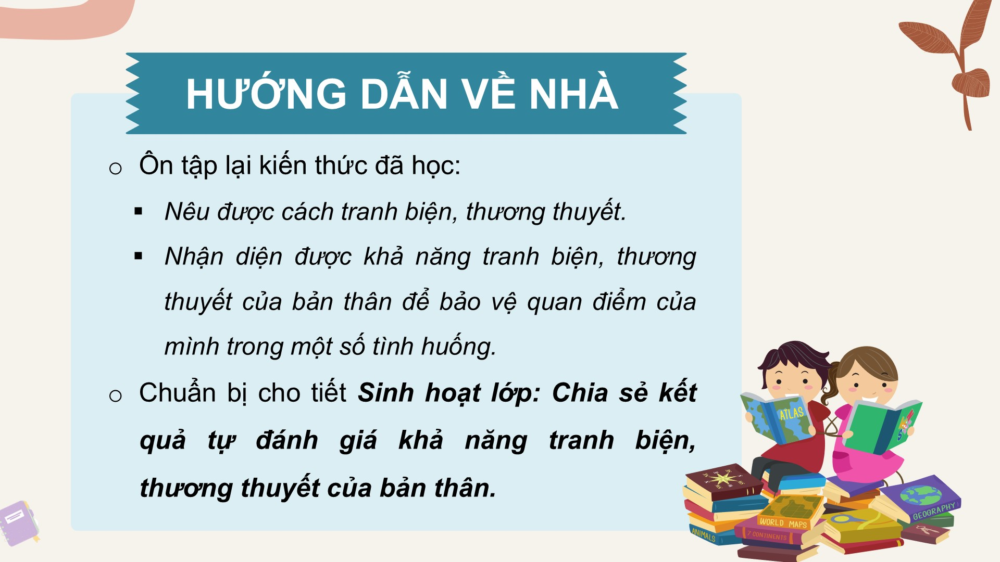 HƯỚNG DẪN VỀ NHÀ
o Ôn tập lại kiến thức đã học:
▪ Nêu được cách tranh biện, thương thuyết.
▪ Nhận diện được khả năng tranh biện, thương
thuyết của bản thân để bảo vệ quan điểm của
mình trong một số tình huống.
o Chuẩn bị cho tiết Sinh hoạt lớp: Chia sẻ kết
quả tự đánh giá khả năng tranh biện,
thương thuyết của bản thân.
ATLAS
GEOGRAPHY
WORLD MAPS
ANIMALS
7 CONTINENTS